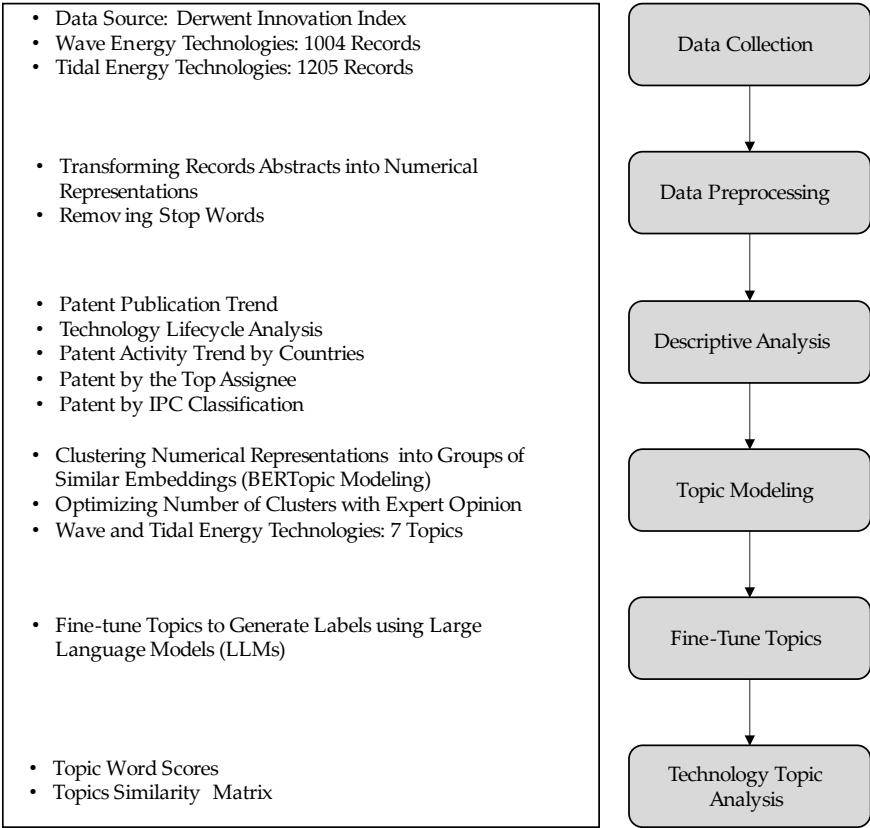 • Data Source: Derwent Innovation Index
• Wave Energy Technologies: 1004 Records
• Tidal Energy Technologies: 1205 Records
Data Collection
• Transforming Records Abstracts into Numerical
Representations
• Removing Stop Words
Data Preprocessing
• Patent Publication Trend
• Technology Lifecycle Analysis
• Patent Activity Trend by Countries
• Patent by the Top Assignee
• Patent by IPC Classification
Descriptive Analysis
• Clustering Numerical Representations into Groups of
Similar Embeddings (BERTopic Modeling)
• Optimizing Number of Clusters with Expert Opinion
• Wave and Tidal Energy Technologies: 7 Topics
Topic Modeling
• Fine-tune Topics to Generate Labels using Large
Language Models (LLMs)
Fine-Tune Topics
• Topic Word Scores
• Topics Similarity Matrix
Technology Topic
Analysis